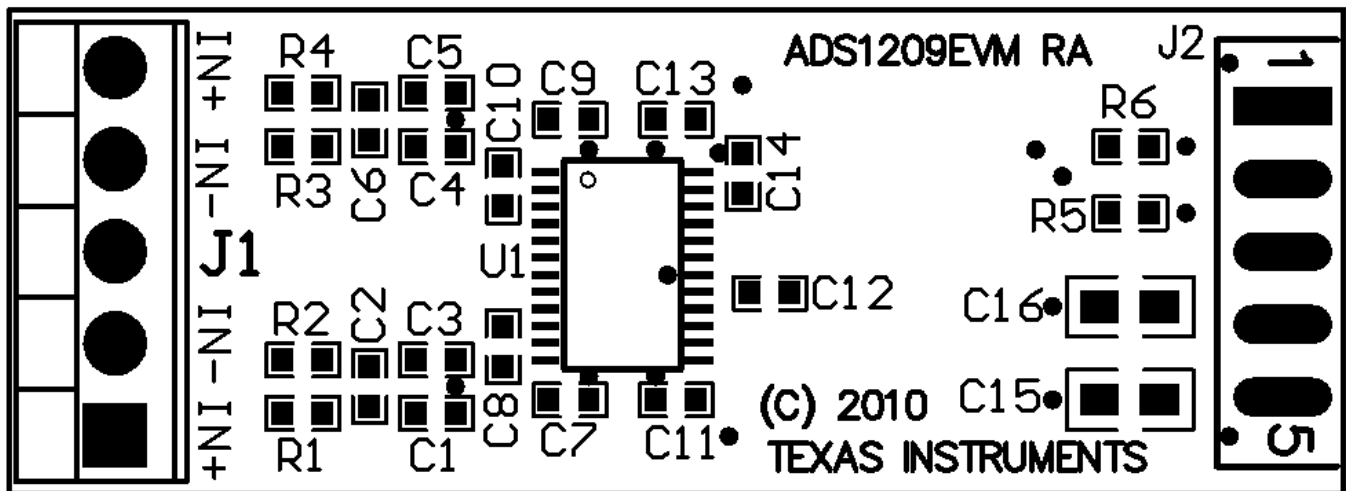 IN+
IN-
J1
IN-
IN+
R4
R3
C6
C5
C4
C10
C9
C13
C14
U1
R2
R1
C2
C3
C1
C8
C7
C11
C12
ADS1209EVM RA
J2
1
R6
R5
C16
C15
5
(C) 2010
TEXAS INSTRUMENTS